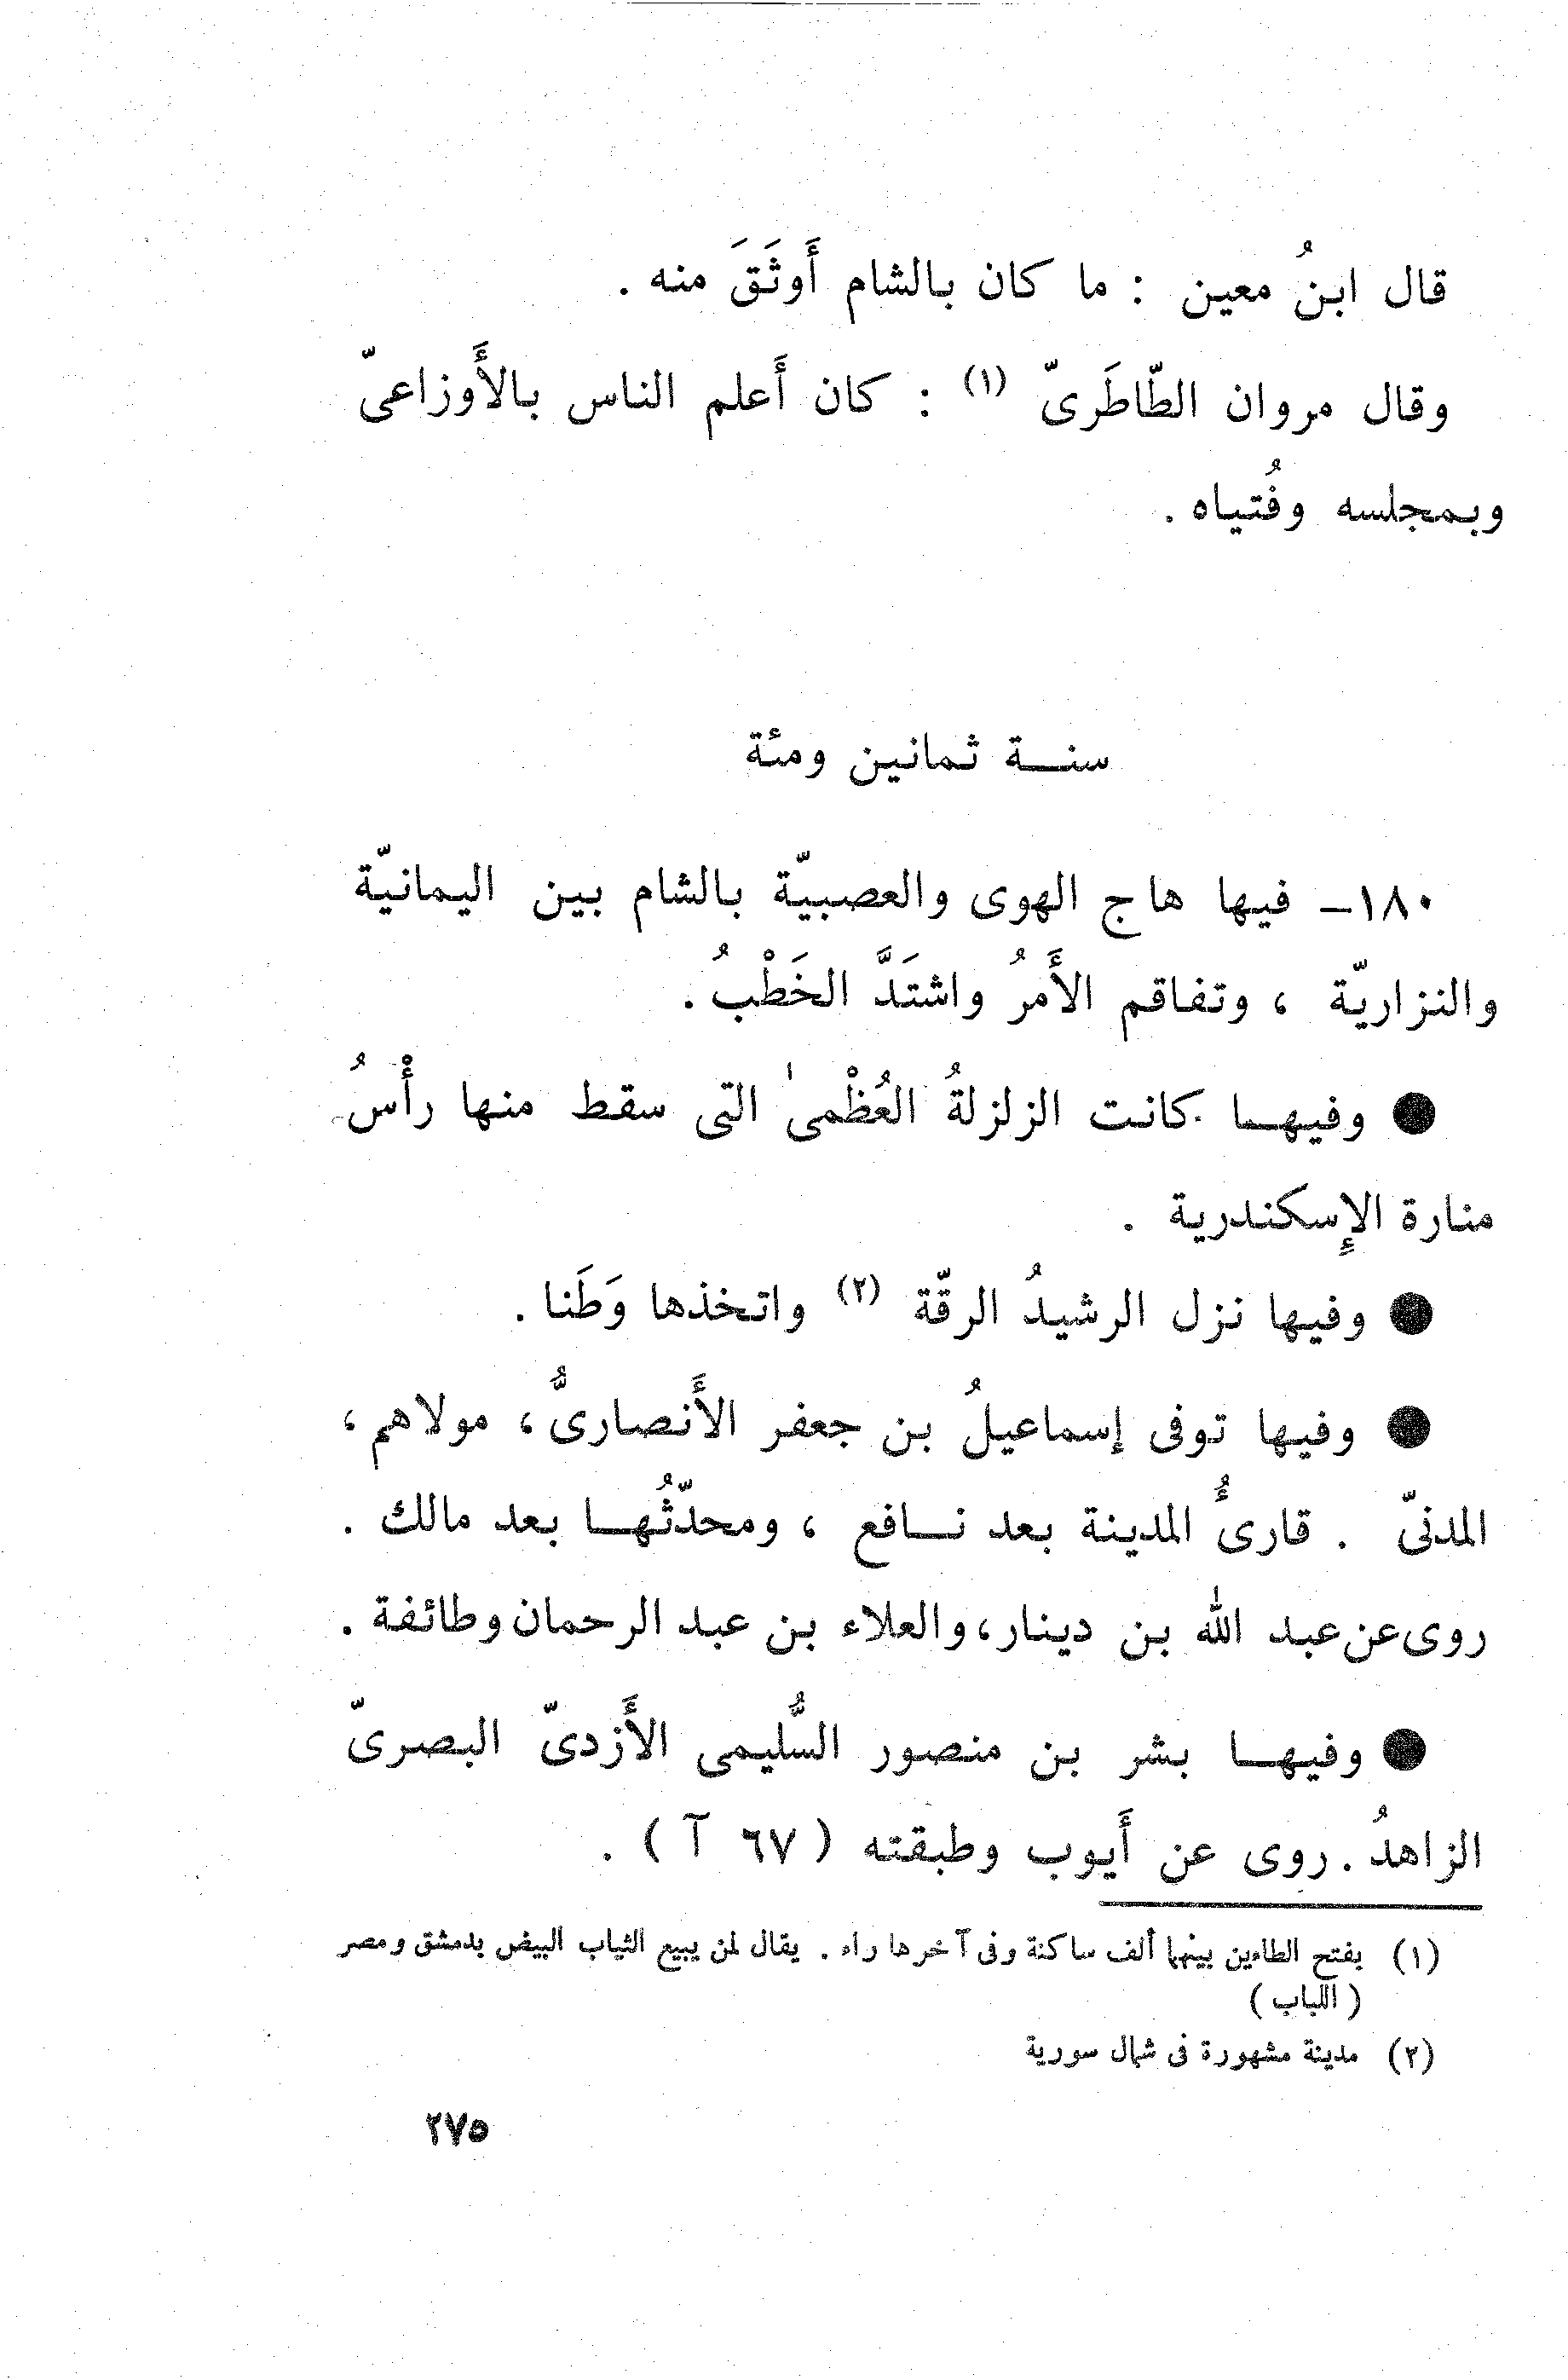 قال ابنُ معين : ما كان بالشام أَوثَقَ منه .
وقال مروان الطّاطَرىّ (١) : كان أَعلم الناس بالأَوزاعىّ
وبمجلسه وفُتياه .
سنة ثمانين ومئة
١٨٠- فيها هاج الهوى والعصبيّة بالشام بين اليمانيّة
والنزاريّة ، وتفاقم الأَمرُ واشتَدَّ الخَطْبُ .
● وفيها كانت الزلزلةُ العُظْمىٰ التى سقط منها رأْسُ
منارة الإِسكندرية .
● وفيها نزل الرشيدُ الرقّة (٢) واتخذها وَطَنا .
● وفيها توفى إسماعيلُ بن جعفر الأَنصارىُّ ، مولاهم ،
المدنىّ . قارئُ المدينة بعد نافع ، ومحدّثُها بعد مالك .
روى عن عبد الله بن دينار ، والعلاء بن عبد الرحمان وطائفة .
● وفيها بشر بن منصور السُّليمى الأَزدىّ البصرىّ
الزاهدُ . روى عن أَيوب وطبقته ( ٦٧ آ ) .
(١) بفتح الطاءين بينهما ألف ساكنة وفى آخرها راء . يقال لمن يبيع الثياب البيض بدمشق ومصر
( اللباب )
(٢) مدينة مشهورة فى شمال سورية
٢٧٥